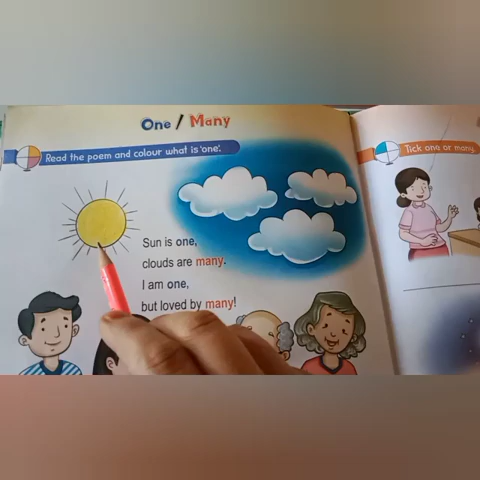 One / Many
Read the poem and colour what is 'one'.
Sun is one,
clouds are many.
I am one,
but loved by many!
Tick one or many